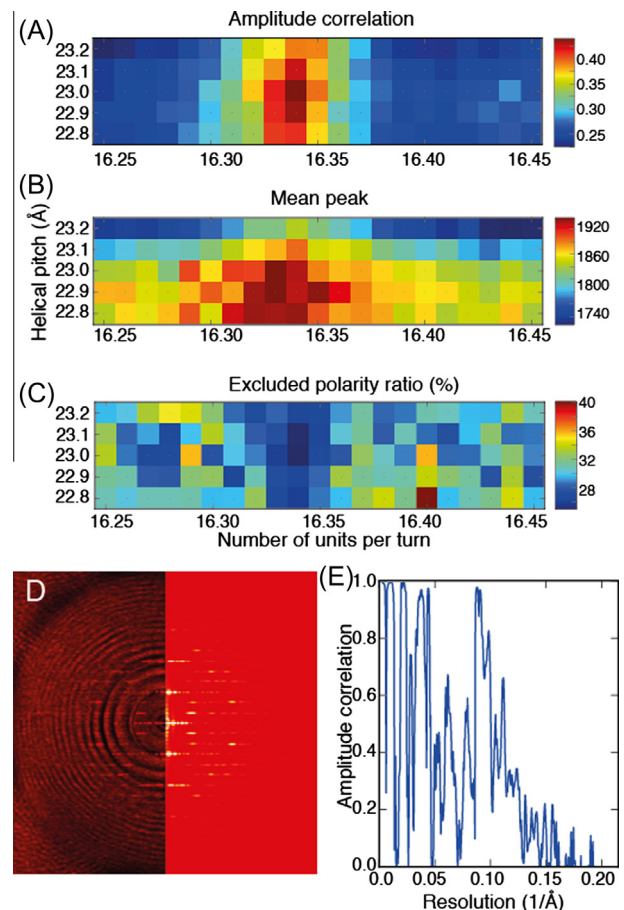 (A)
Amplitude correlation
23.2
23.1
23.0
22.9
22.8
16.25 16.30 16.35 16.40 16.45
0.40
0.35
0.30
0.25
(B)
Mean peak
Helical pitch (Å)
23.2
23.1
23.0
22.9
22.8
16.25 16.30 16.35 16.40 16.45
1920
1860
1800
1740
(C)
Excluded polarity ratio (%)
23.2
23.1
23.0
22.9
22.8
16.25 16.30 16.35 16.40 16.45
Number of units per turn
40
36
32
28
D
(E)
Amplitude correlation
1.0
0.8
0.6
0.4
0.2
0.0
0.0 0.05 0.10 0.15 0.20
Resolution (1/Å)